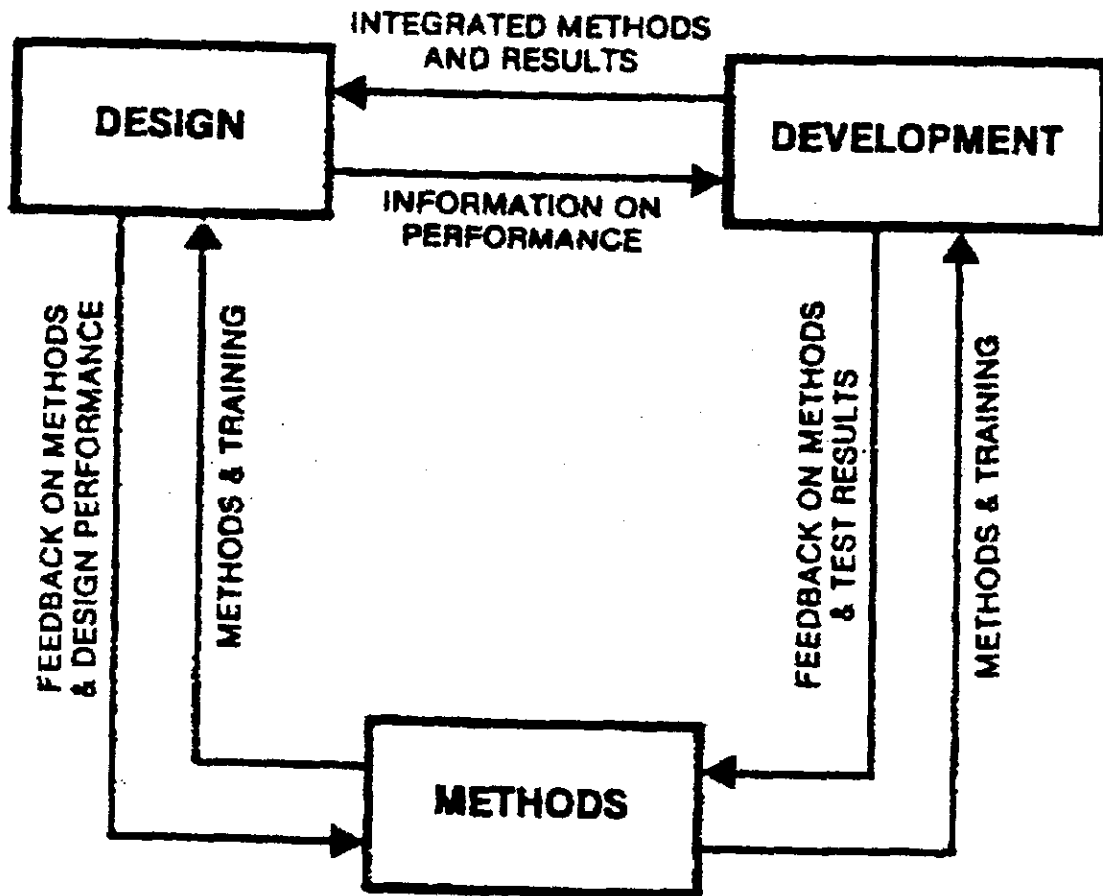 INTEGRATED METHODS
AND RESULTS
DESIGN
DEVELOPMENT
INFORMATION ON
PERFORMANCE
FEEDBACK ON METHODS
& DESIGN PERFORMANCE
METHODS & TRAINING
FEEDBACK ON METHODS
& TEST RESULTS
METHODS & TRAINING
METHODS